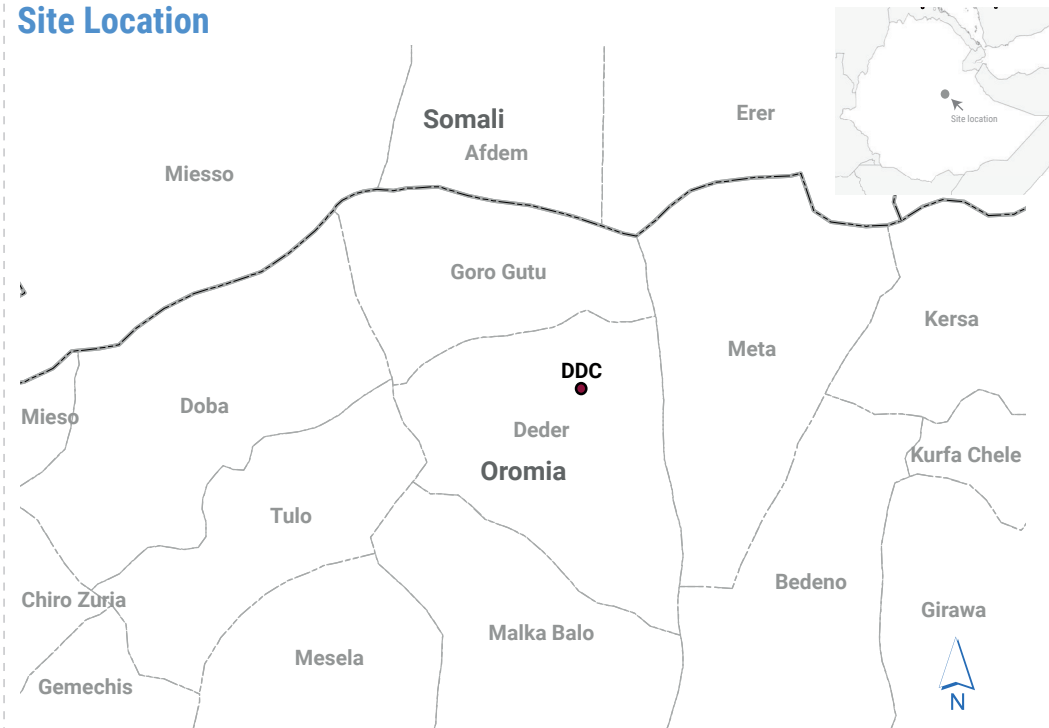 Site Location
Somali
Erer
Site location
Afdem
Miesso
Goro Gutu
Kersa
Meta
DDC
Mieso
Doba
Deder
Kurfa Chele
Oromia
Tulo
Bedeno
Chiro Zuria
Girawa
Malka Balo
Mesela
Gemechis
N